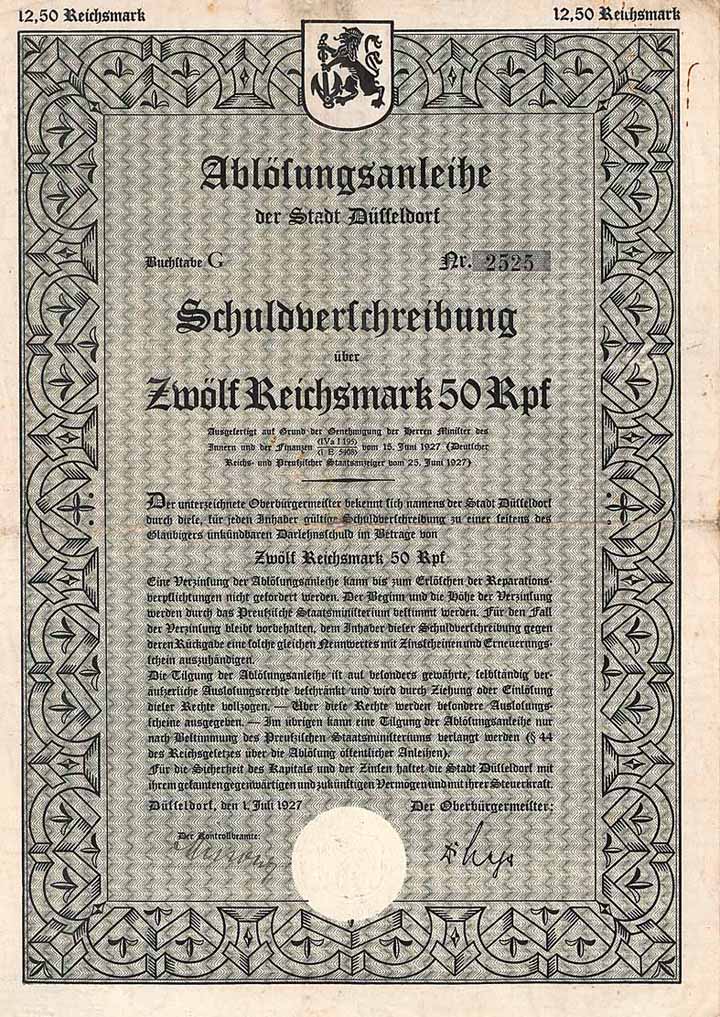 12,50 Reichsmark 12,50 Reichsmark
Ablösungsanleihe
der Stadt Düsseldorf
Buchstabe G Nr. 2525
Schuldverschreibung
über
Zwölf Reichsmark 50 Rpf
Ausgefertigt auf Grund der Genehmigung der Herren Minister des
Innern und der Finanzen (IVa I 195) vom 15. Juni 1927 (Deutscher
Reichs- und Preußischer Staatsanzeiger vom 25. Juni 1927)
Der unterzeichnete Oberbürgermeister bekennt sich namens der Stadt Düsseldorf
durch diese, für jeden Inhaber gültige Schuldverschreibung zu einer seitens des
Gläubigers unkündbaren Darlehnsschuld im Betrage von
Zwölf Reichsmark 50 Rpf
Eine Verzinsung der Ablösungsanleihe kann bis zum Erlöschen der Reparations-
verpflichtungen nicht gefordert werden. Der Beginn und die Höhe der Verzinsung
werden durch das Preußische Staatsministerium bestimmt werden. Für den Fall
der Verzinsung bleibt vorbehalten, dem Inhaber dieser Schuldverschreibung gegen
deren Rückgabe eine solche gleichen Nennwertes mit Zinsscheinen und Erneuerungs-
schein auszuhändigen.
Die Tilgung der Ablösungsanleihe ist auf besonders gewährte, selbständig ver-
äußerliche Auslosungsrechte beschränkt und wird durch Ziehung oder Einlösung
dieser Rechte vollzogen. — Über diese Rechte werden besondere Auslosungs-
scheine ausgegeben. — Im übrigen kann eine Tilgung der Ablösungsanleihe nur
nach Bestimmung des Preußischen Staatsministeriums verlangt werden (§ 44
des Reichsgesetzes über die Ablösung öffentlicher Anleihen).
Für die Sicherheit des Kapitals und der Zinsen haftet die Stadt Düsseldorf mit
ihrem gesamten gegenwärtigen und zukünftigen Vermögen und mit ihrer Steuerkraft.
Düsseldorf, den 1. Juli 1927 Der Oberbürgermeister:
Der Kontrollbeamte: